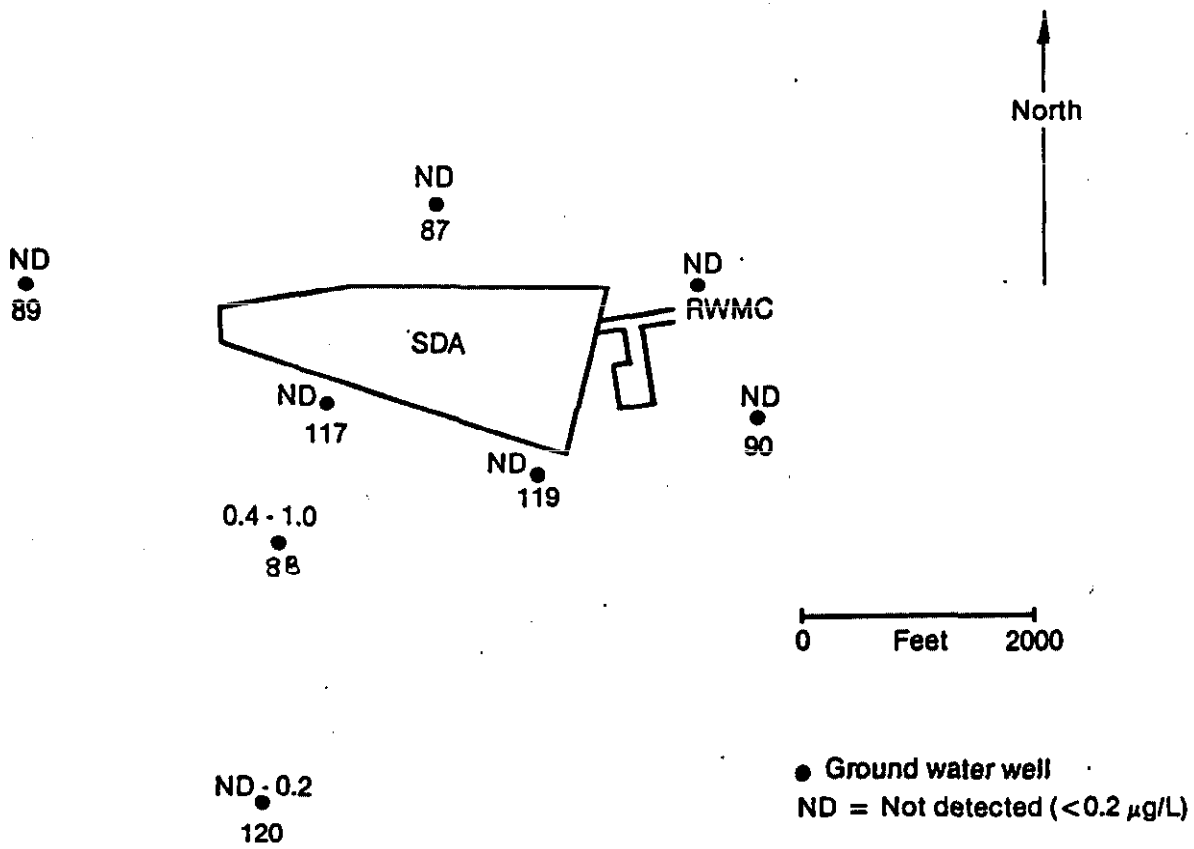 North
ND
87
ND
89
ND
RWMC
SDA
ND
117
ND
90
ND
119
0.4 - 1.0
88
0 Feet 2000
ND - 0.2
120
Ground water well
ND = Not detected (<0.2 µg/L)